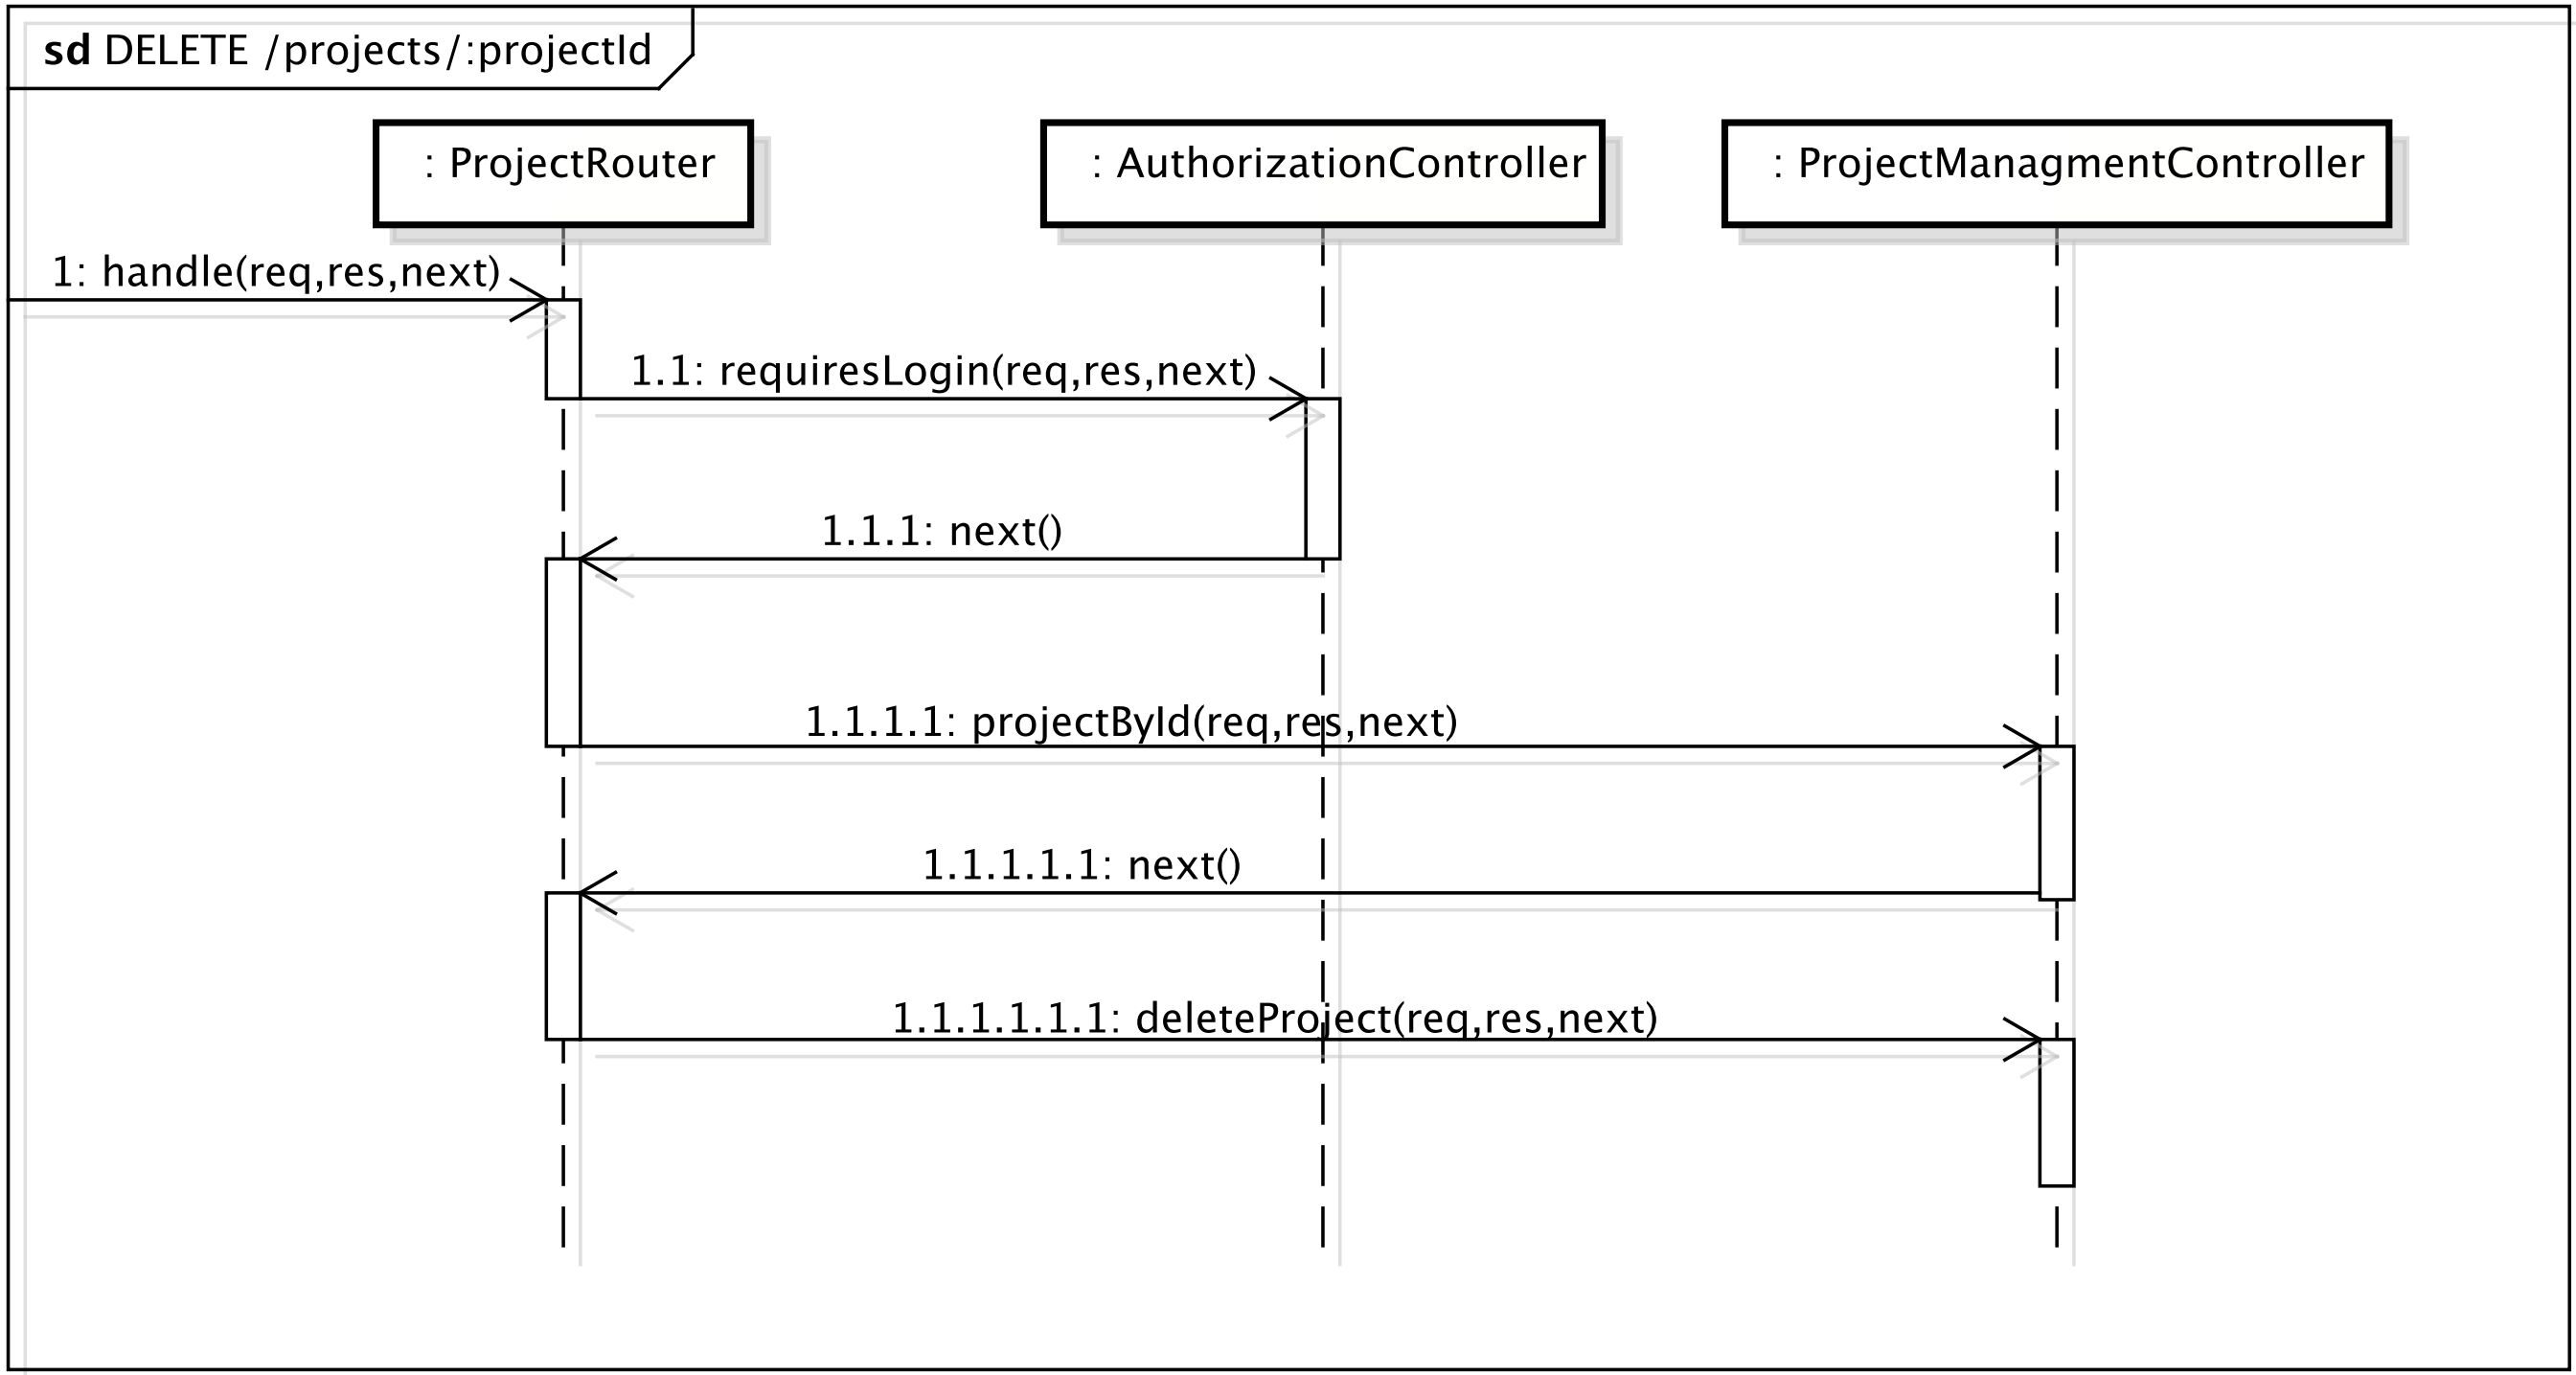 sd DELETE /projects/:projectId
: ProjectRouter
: AuthorizationController
: ProjectManagmentController
1: handle(req,res,next)
1.1: requiresLogin(req,res,next)
1.1.1: next()
1.1.1.1: projectById(req,res,next)
1.1.1.1.1: next()
1.1.1.1.1.1: deleteProject(req,res,next)